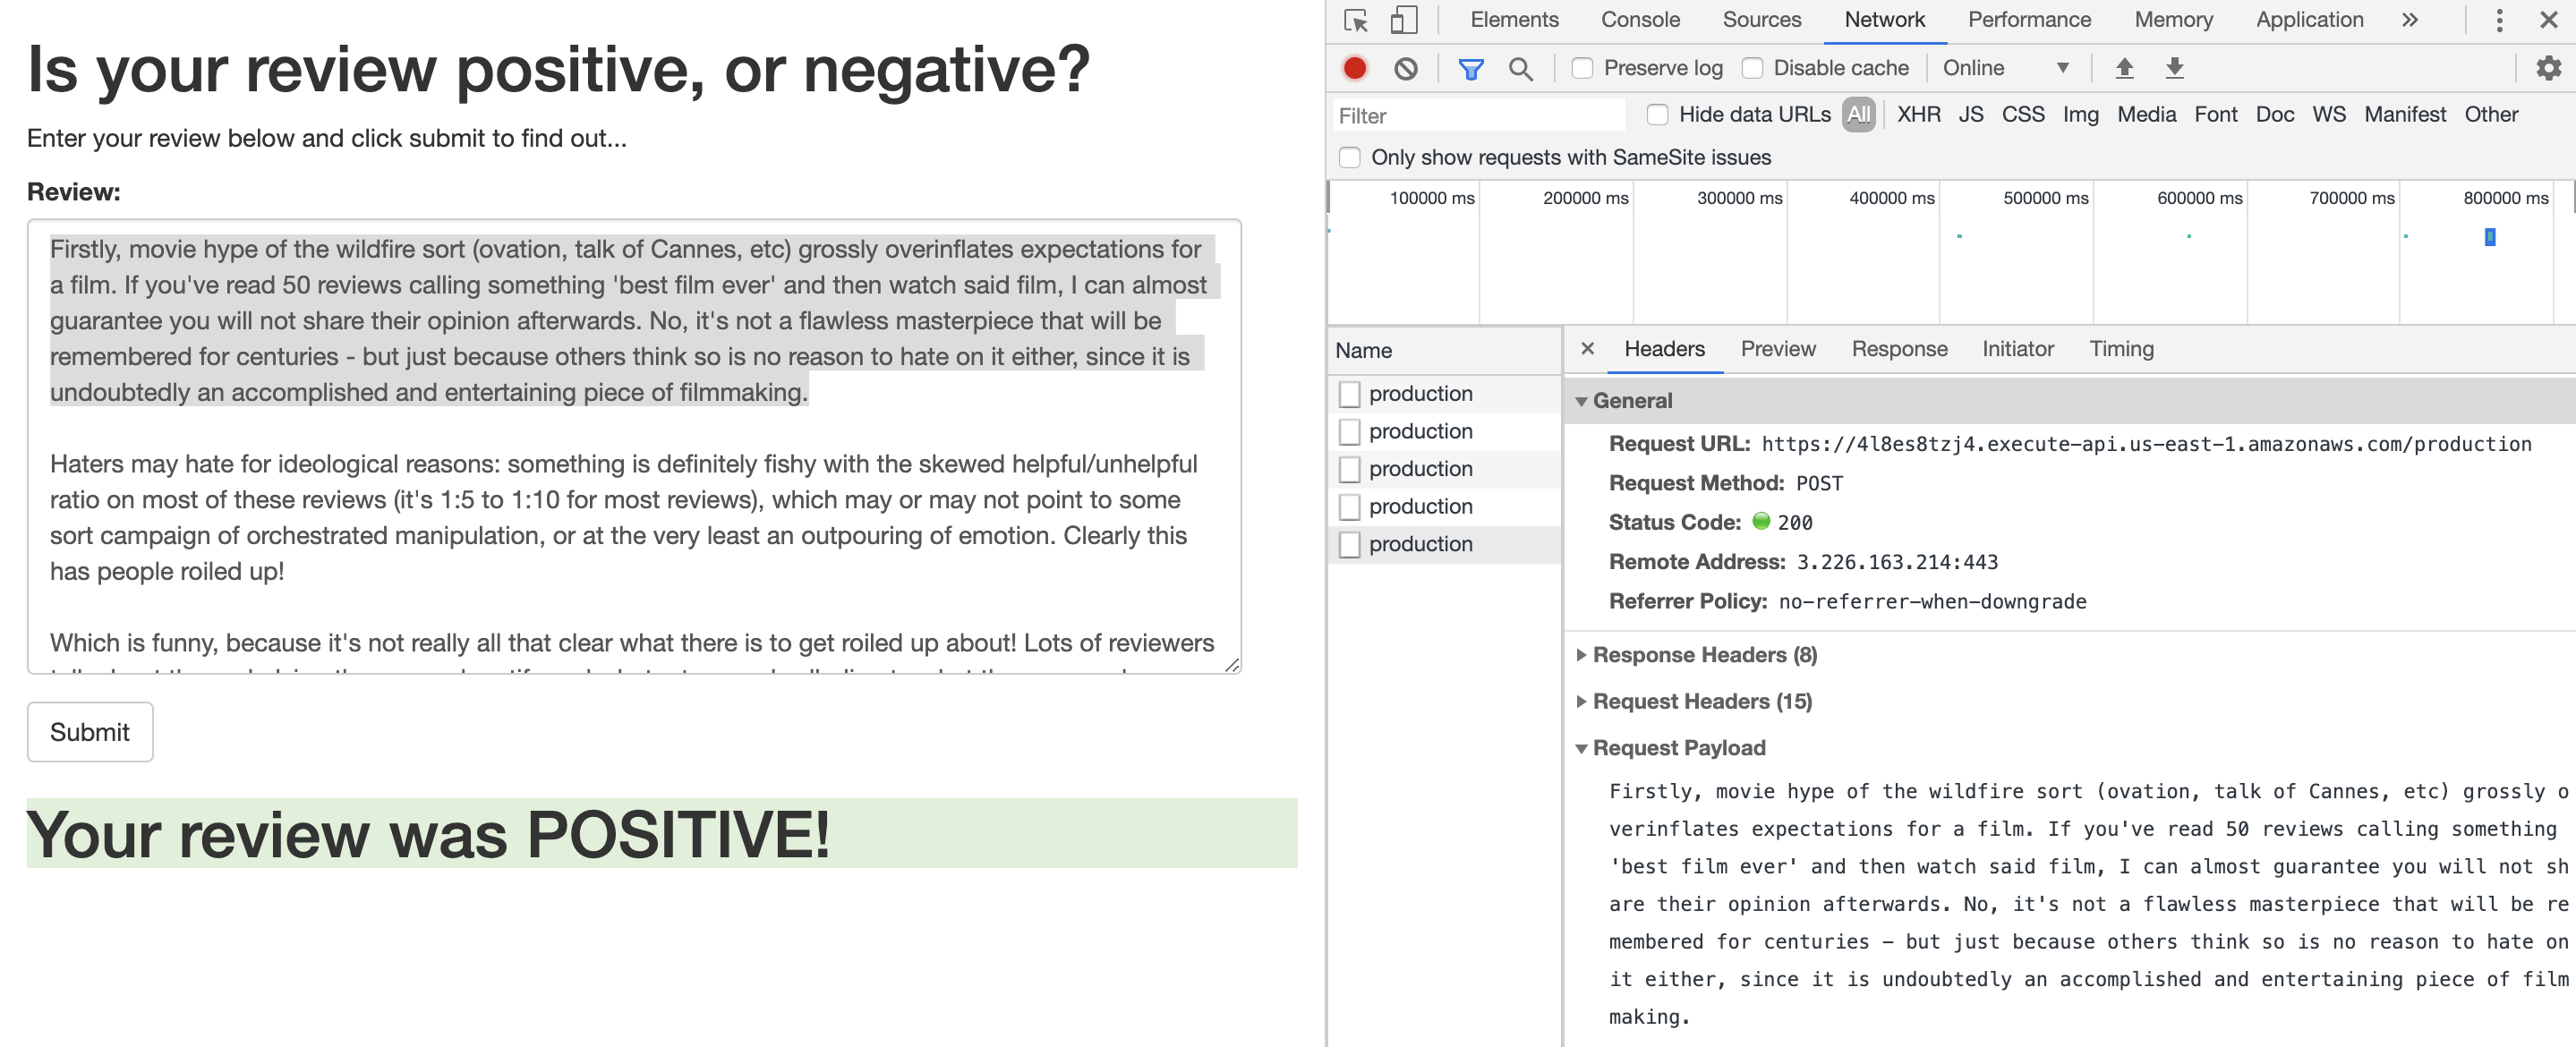 Is your review positive, or negative?
Enter your review below and click submit to find out...
Review:
Firstly, movie hype of the wildfire sort (ovation, talk of Cannes, etc) grossly overinflates expectations for
a film. If you've read 50 reviews calling something 'best film ever' and then watch said film, I can almost
guarantee you will not share their opinion afterwards. No, it's not a flawless masterpiece that will be
remembered for centuries - but just because others think so is no reason to hate on it either, since it is
undoubtedly an accomplished and entertaining piece of filmmaking.
Haters may hate for ideological reasons: something is definitely fishy with the skewed helpful/unhelpful
ratio on most of these reviews (it's 1:5 to 1:10 for most reviews), which may or may not point to some
sort campaign of orchestrated manipulation, or at the very least an outpouring of emotion. Clearly this
has people roiled up!
Which is funny, because it's not really all that clear what there is to get roiled up about! Lots of reviewers
Submit
Your review was POSITIVE!
Elements Console Sources Network Performance Memory Application »
Preserve log Disable cache Online
Filter Hide data URLs All XHR JS CSS Img Media Font Doc WS Manifest Other
Only show requests with SameSite issues
100000 ms 200000 ms 300000 ms 400000 ms 500000 ms 600000 ms 700000 ms 800000 ms
Name
production
production
production
production
production
Headers Preview Response Initiator Timing
General
Request URL: https://4l8es8tzj4.execute-api.us-east-1.amazonaws.com/production
Request Method: POST
Status Code: 200
Remote Address: 3.226.163.214:443
Referrer Policy: no-referrer-when-downgrade
Response Headers (8)
Request Headers (15)
Request Payload
Firstly, movie hype of the wildfire sort (ovation, talk of Cannes, etc) grossly o
verinflates expectations for a film. If you've read 50 reviews calling something
'best film ever' and then watch said film, I can almost guarantee you will not sh
are their opinion afterwards. No, it's not a flawless masterpiece that will be re
membered for centuries – but just because others think so is no reason to hate on
it either, since it is undoubtedly an accomplished and entertaining piece of film
making.